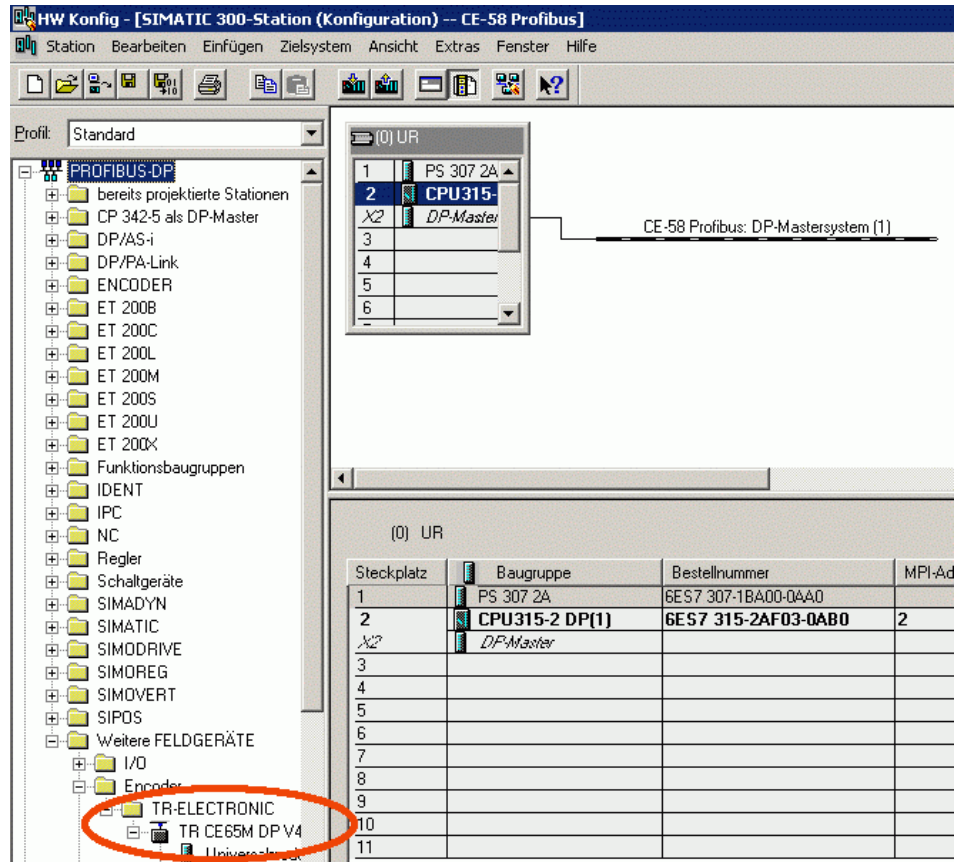 HW Konfig - [SIMATIC 300-Station (Konfiguration) -- CE-58 Profibus]
Station Bearbeiten Einfügen Zielsystem Ansicht Extras Fenster Hilfe
Profil: Standard
PROFIBUS-DP
bereits projektierte Stationen
CP 342-5 als DP-Master
DP/AS-i
DP/PA-Link
ENCODER
ET 200B
ET 200C
ET 200L
ET 200M
ET 200S
ET 200U
ET 200X
Funktionsbaugruppen
IDENT
IPC
NC
Regler
Schaltgeräte
SIMADYN
SIMATIC
SIMODRIVE
SIMOREG
SIMOVERT
SIPOS
Weitere FELDGERÄTE
I/O
Encoder
TR-ELECTRONIC
TR CE65M DP V4
(0) UR
1 PS 307 2A
2 CPU315-
X2 DP-Master
3
4
5
6
CE-58 Profibus: DP-Mastersystem (1)
(0) UR
Steckplatz Baugruppe Bestellnummer MPI-Ad
1 PS 307 2A 6ES7 307-1BA00-0AA0
2 CPU315-2 DP(1) 6ES7 315-2AF03-0AB0 2
X2 DP-Master
3
4
5
6
7
8
9
10
11